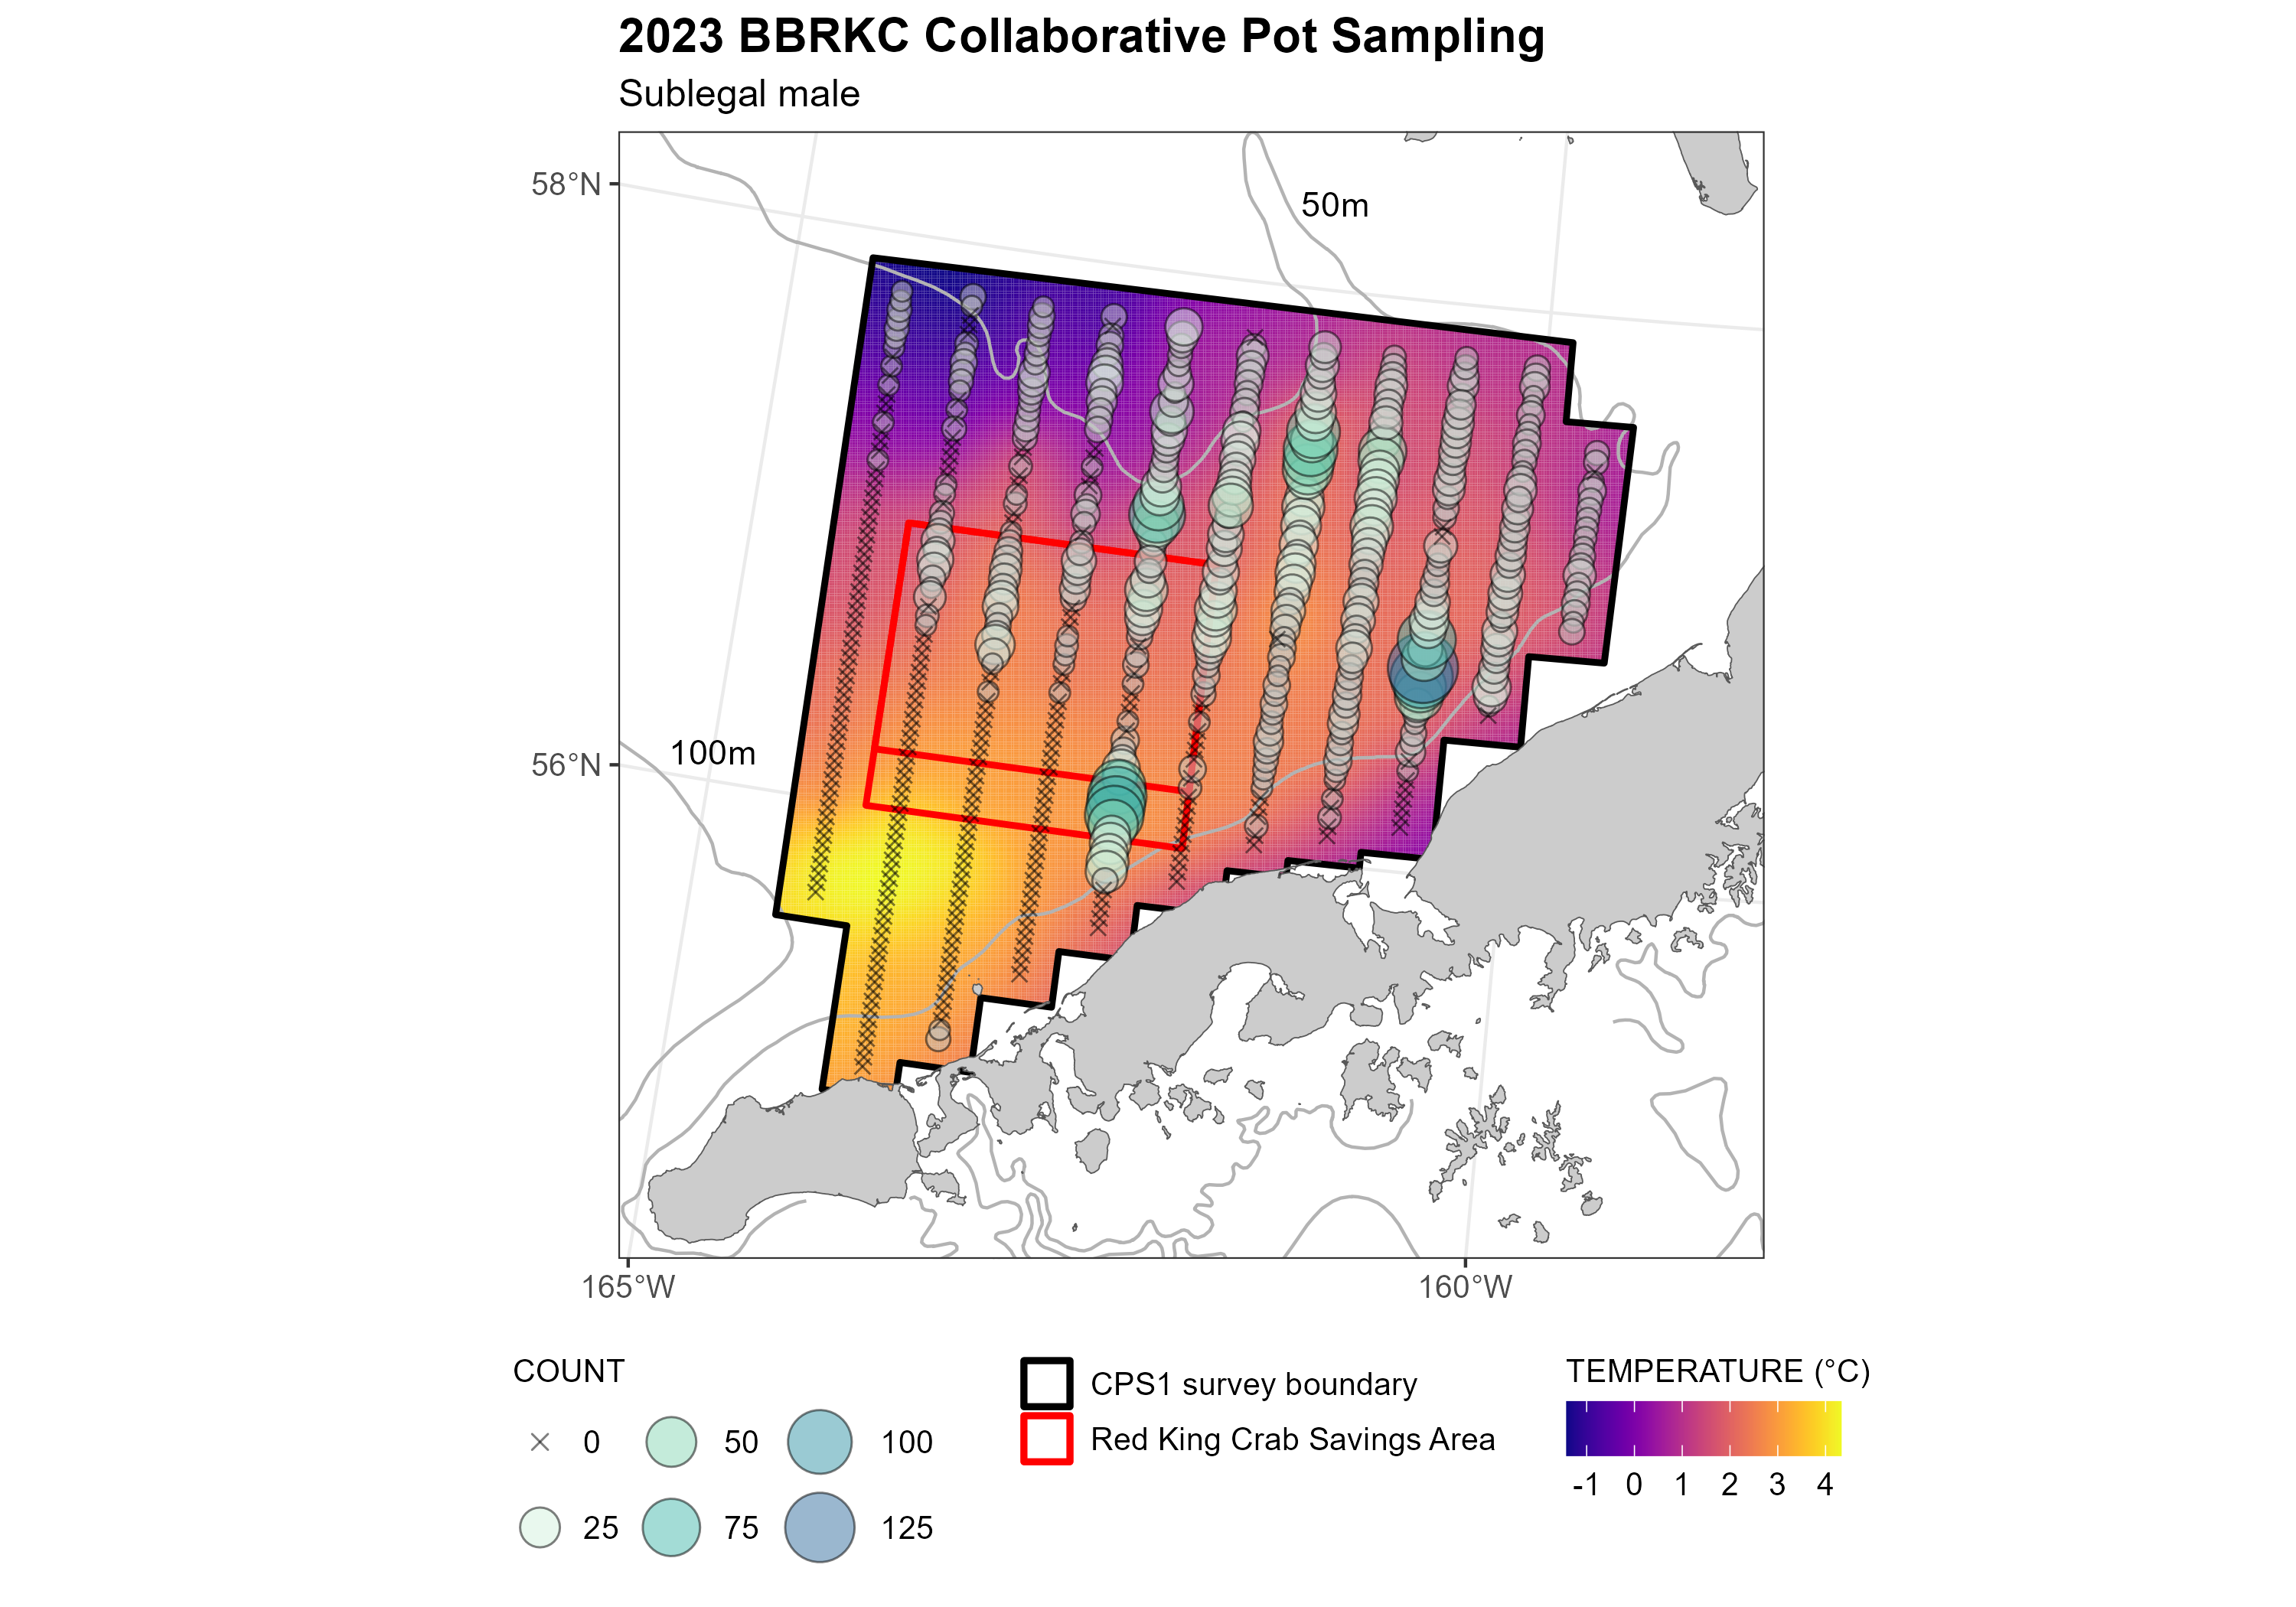 2023 BBRKC Collaborative Pot Sampling
Sublegal male
58°N
50m
56°N
100m
165°W
160°W
COUNT
0
50
100
25
75
125
CPS1 survey boundary
Red King Crab Savings Area
TEMPERATURE (°C)
-1 0 1 2 3 4